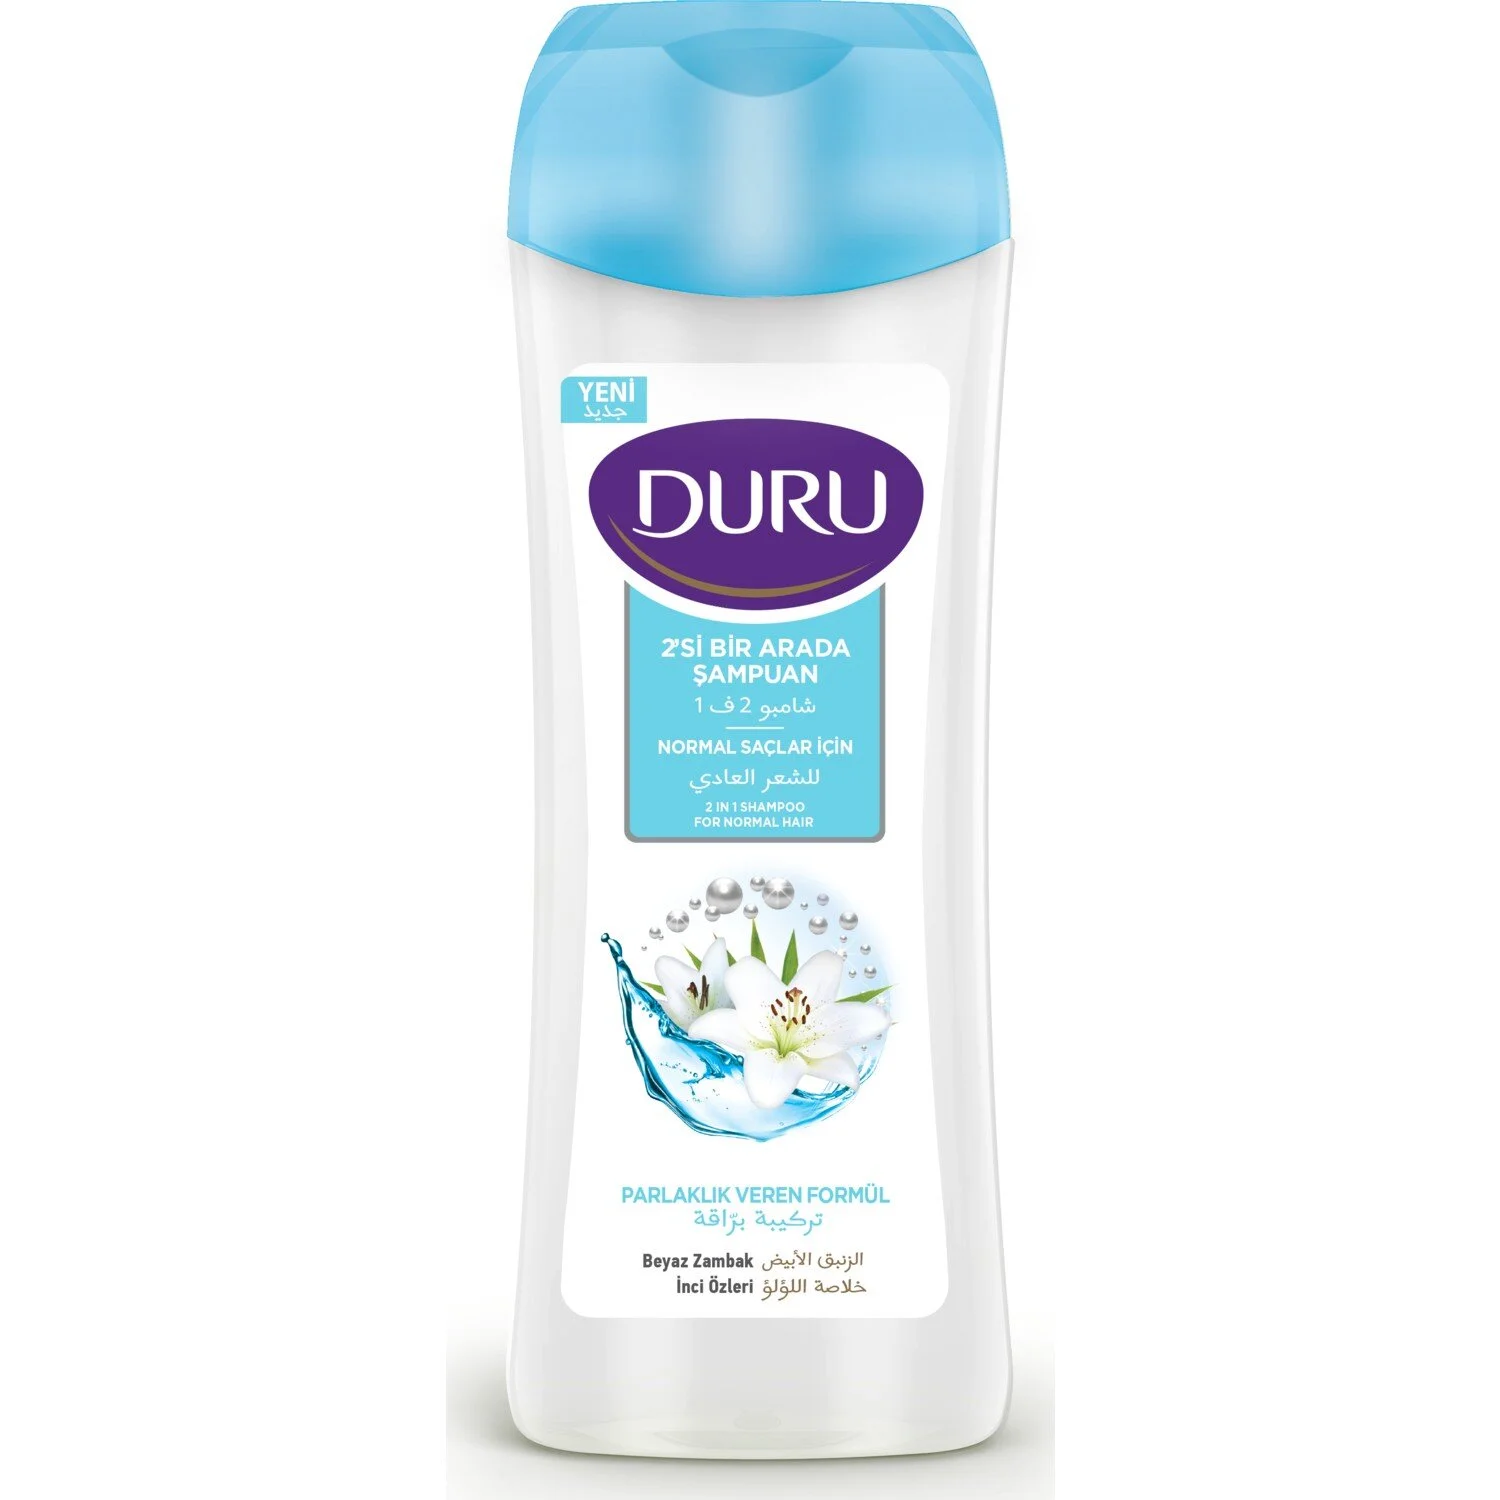 YENİ
جديد
DURU
2'Sİ BİR ARADA
ŞAMPUAN
شامبو 2 ف 1
NORMAL SAÇLAR İÇİN
للشعر العادي
2 IN 1 SHAMPOO
FOR NORMAL HAIR
PARLAKLIK VEREN FORMÜL
تركيبة برّاقة
Beyaz Zambak الزنبق الأبيض
İnci Özleri خلاصة اللؤلؤ